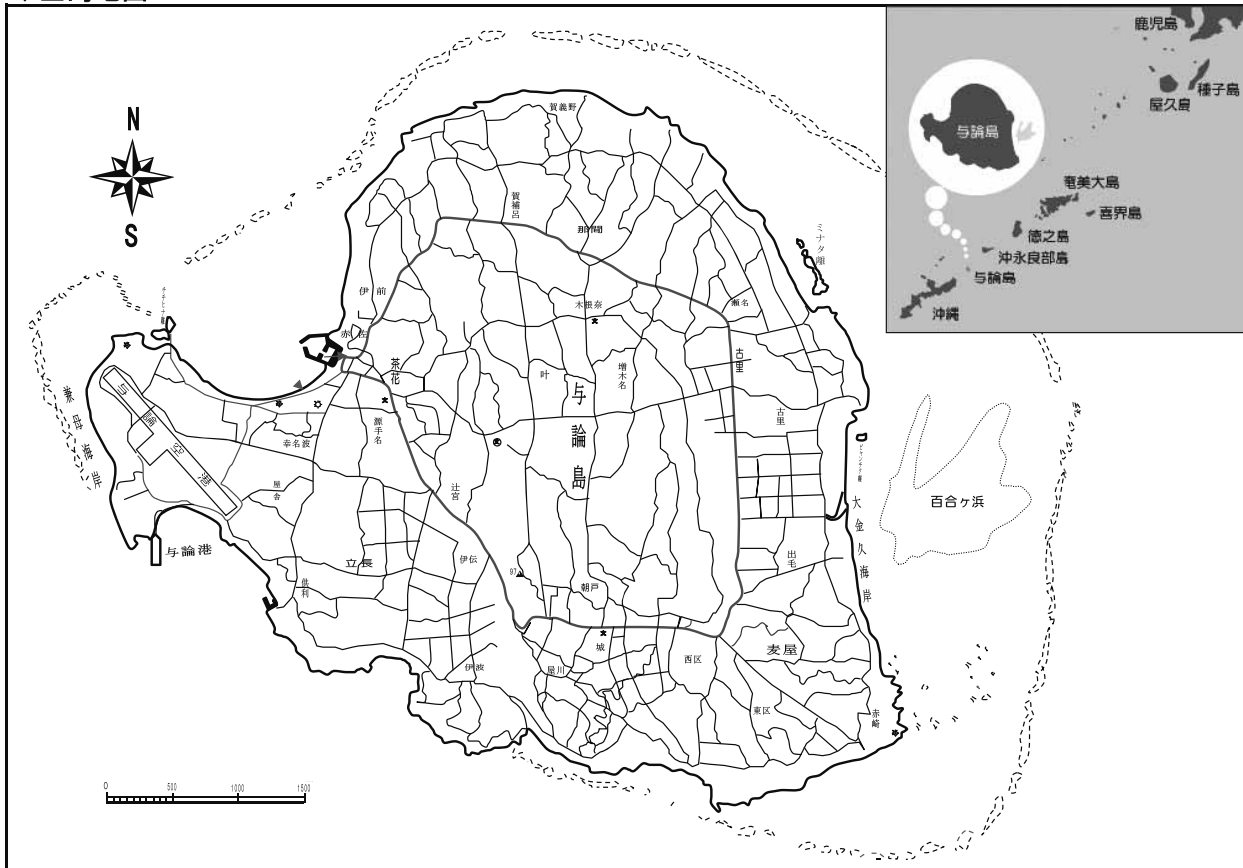 鹿児島
種子島
屋久島
与論島
奄美大島
喜界島
徳之島
沖永良部島
与論島
沖縄
N
S
賀義野
賀補呂
那間
ミナタ離
伊前
木根奈
瀬名
赤佐
茶花
叶
増木名
古里
与論島
古里
源手名
幸名波
兼母海岸
与論空港
屋舎
辻宮
百合ヶ浜
大金久海岸
与論港
立長
伊伝
出毛
供利
97
朝戸
麦屋
城
西区
伊波
屋川
東区
赤崎
0
500
1000
1500